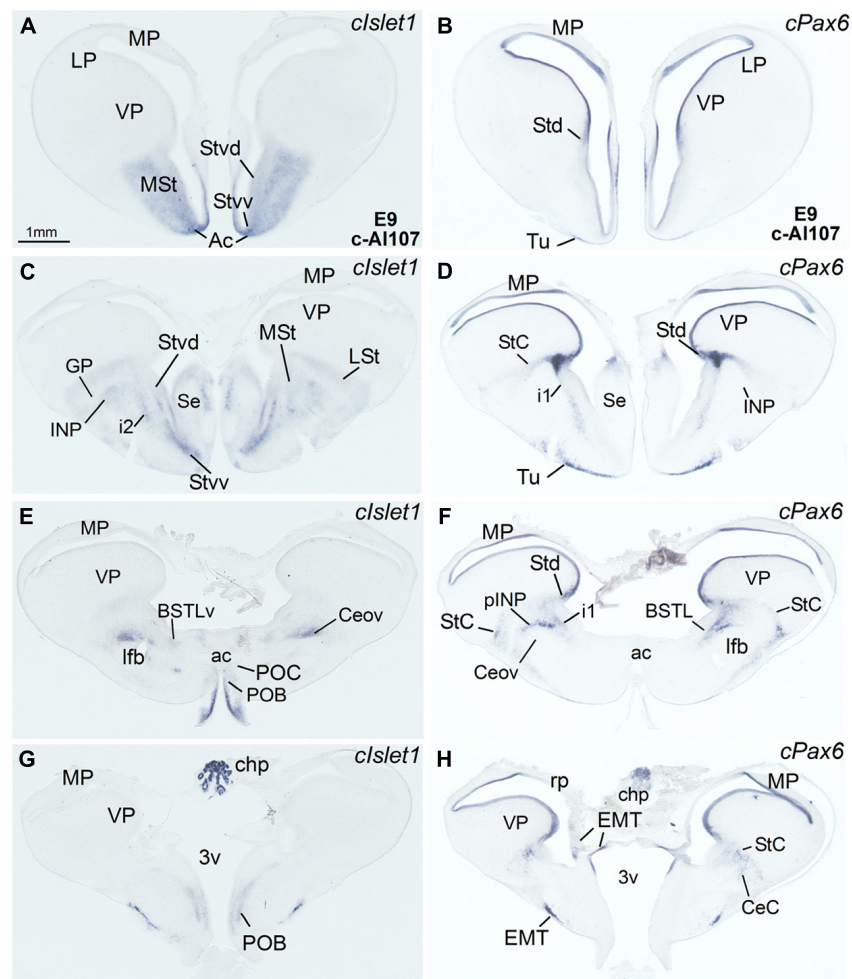 A
cIslet1
MP
LP
VP
Stvd
MSt
Stvv
E9
1mm
Ac
c-Al107
B
cPax6
MP
LP
VP
Std
E9
Tu
c-Al107
C
cIslet1
MP
VP
Stvd
MSt
GP
LSt
Se
INP
i2
Stvv
D
cPax6
MP
Std
VP
StC
i1
Se
INP
Tu
E
cIslet1
MP
VP
BSTLv
Ceov
lfb
ac
POC
POB
F
cPax6
MP
Std
VP
pINP
i1
BSTL
StC
StC
ac
lfb
Ceov
G
cIslet1
MP
chp
VP
3v
POB
H
cPax6
rp
MP
chp
VP
EMT
StC
3v
CeC
EMT